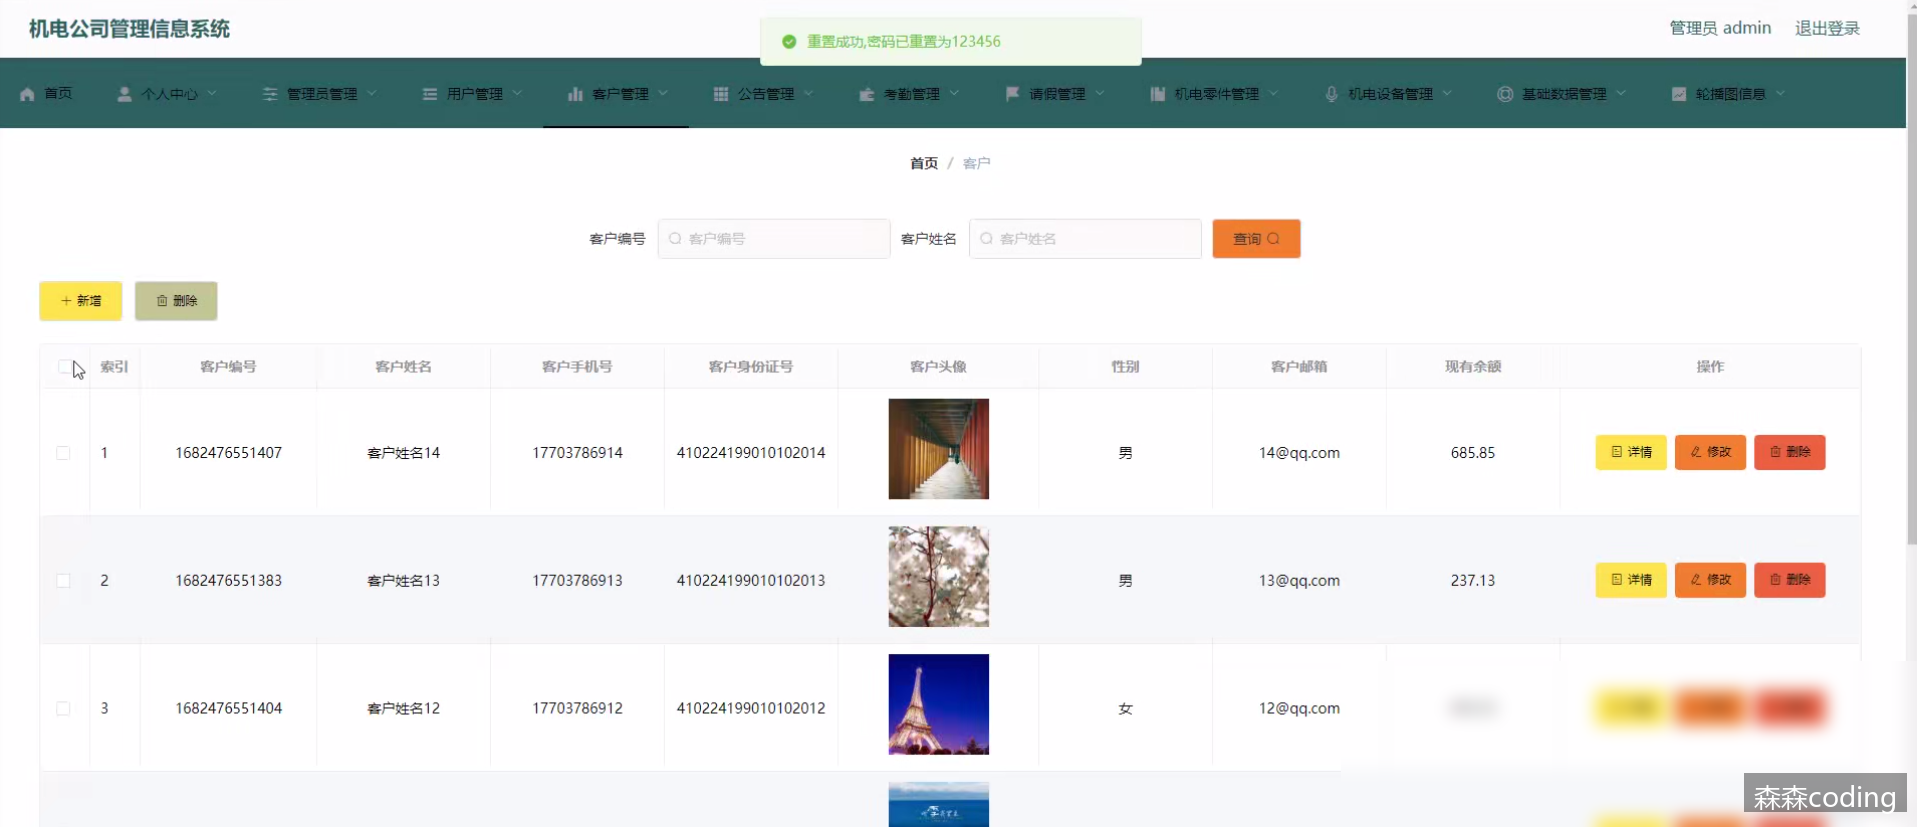 机电公司管理信息系统
重置成功,密码已重置为123456
管理员 admin 退出登录
首页 个人中心 管理员管理 用户管理 客户管理 公告管理 考勤管理 请假管理 机电零件管理 机电设备管理 基础数据管理 轮播图信息
首页 / 客户
客户编号 客户编号 客户姓名 客户姓名 查询
新增 删除
索引 客户编号 客户姓名 客户手机号 客户身份证号 客户头像 性别 客户邮箱 现有余额 操作
1 1682476551407 客户姓名14 17703786914 410224199010102014 男 14@qq.com 685.85 详情 修改 删除
2 1682476551383 客户姓名13 17703786913 410224199010102013 男 13@qq.com 237.13 详情 修改 删除
3 1682476551404 客户姓名12 17703786912 410224199010102012 女 12@qq.com
森森coding